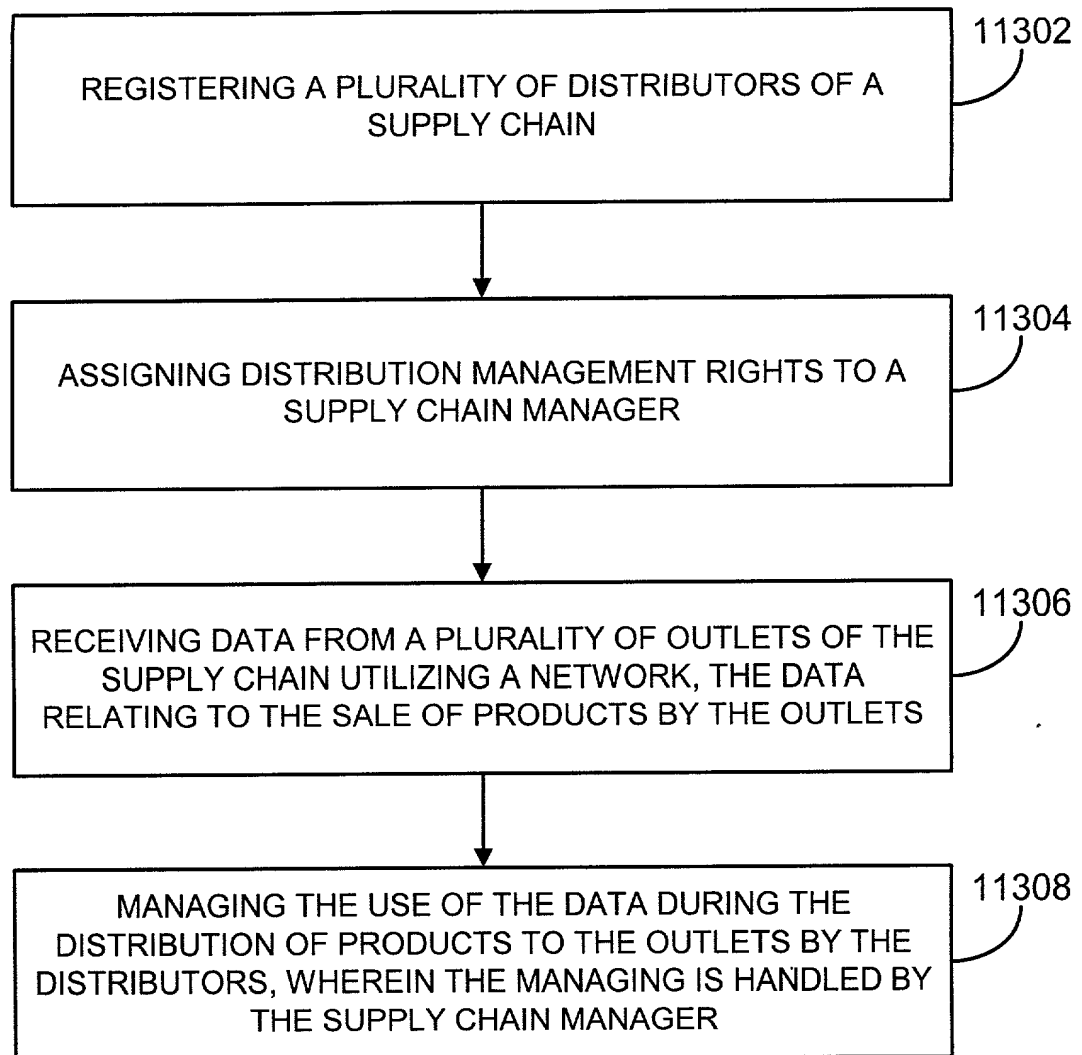 11302
REGISTERING A PLURALITY OF DISTRIBUTORS OF A
SUPPLY CHAIN
11304
ASSIGNING DISTRIBUTION MANAGEMENT RIGHTS TO A
SUPPLY CHAIN MANAGER
11306
RECEIVING DATA FROM A PLURALITY OF OUTLETS OF THE
SUPPLY CHAIN UTILIZING A NETWORK, THE DATA
RELATING TO THE SALE OF PRODUCTS BY THE OUTLETS
11308
MANAGING THE USE OF THE DATA DURING THE
DISTRIBUTION OF PRODUCTS TO THE OUTLETS BY THE
DISTRIBUTORS, WHEREIN THE MANAGING IS HANDLED BY
THE SUPPLY CHAIN MANAGER